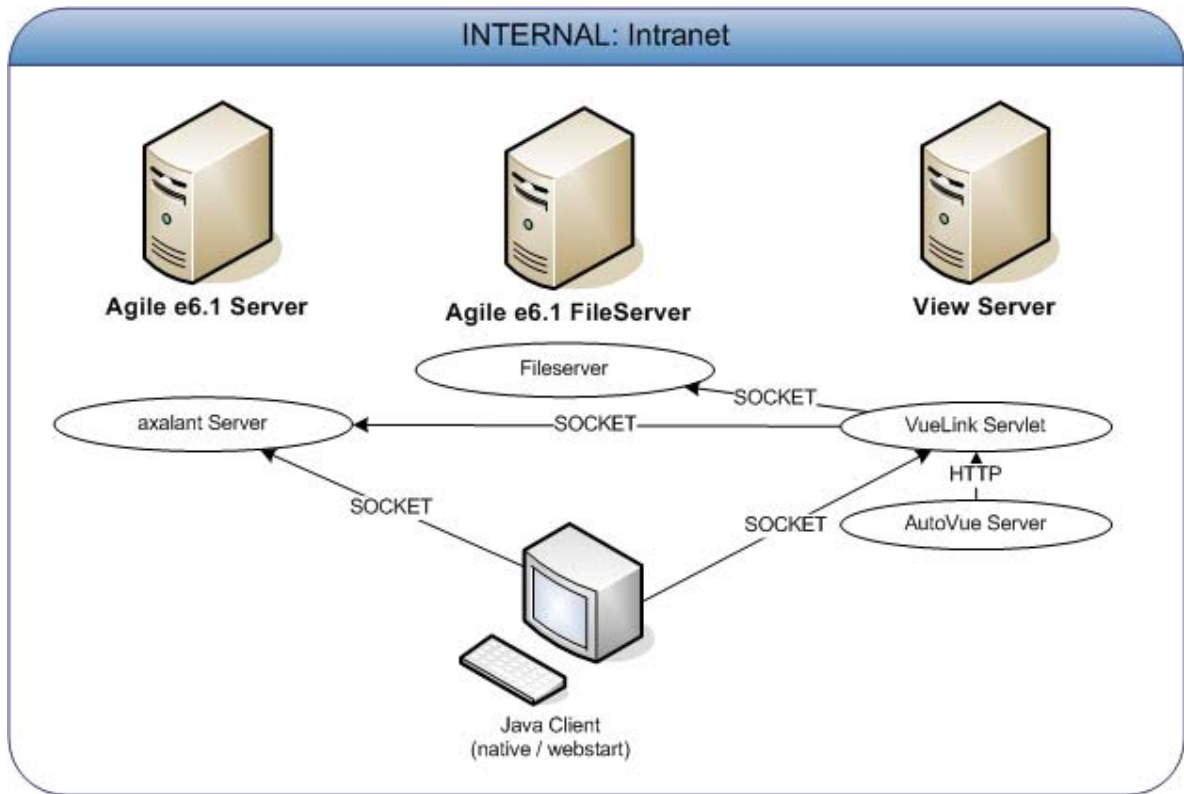 INTERNAL: Intranet
Agile e6.1 Server
Agile e6.1 FileServer
View Server
Fileserver
SOCKET
axalant Server
SOCKET
VueLink Servlet
HTTP
SOCKET
SOCKET
AutoVue Server
Java Client
(native / webstart)